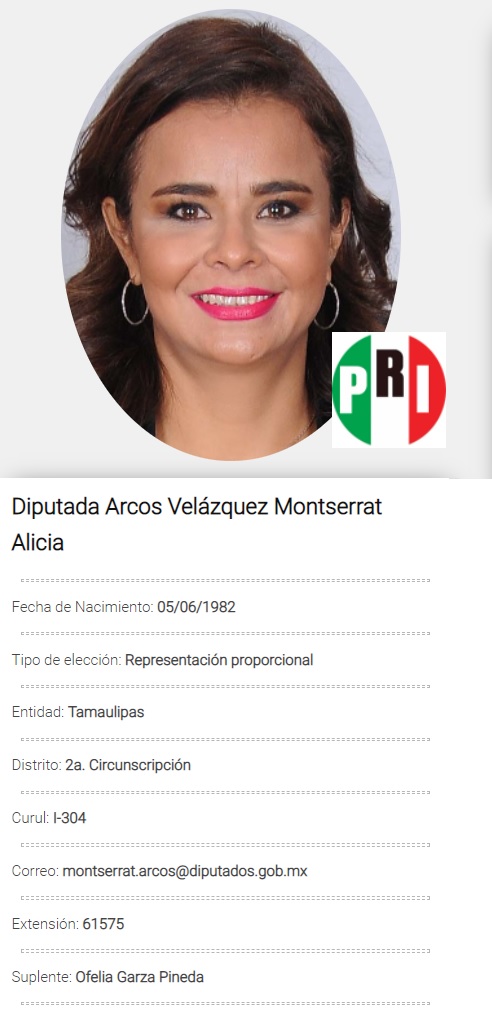 PRI
Diputada Arcos Velázquez Montserrat
Alicia
Fecha de Nacimiento: 05/06/1982
Tipo de elección: Representación proporcional
Entidad: Tamaulipas
Distrito: 2a. Circunscripción
Curul: I-304
Correo: montserrat.arcos@diputados.gob.mx
Extensión: 61575
Suplente: Ofelia Garza Pineda